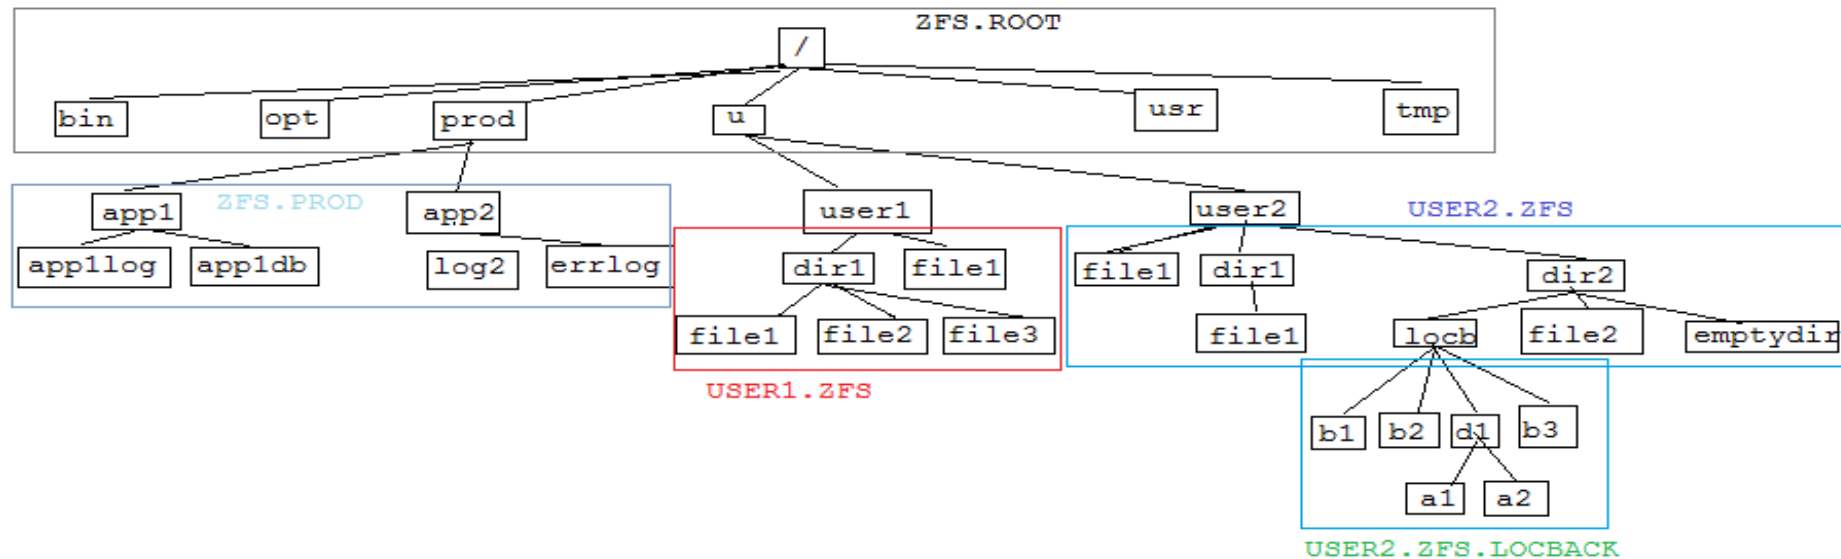 ZFS.ROOT
/
bin opt prod u usr tmp
app1 ZFS.PROD app2 user1 user2 USER2.ZFS
app1log app1db log2 errlog dir1 file1 file1 dir1 dir2
file1 file2 file3 file1 locb file2 emptydir
USER1.ZFS
b1 b2 d1 b3
a1 a2
USER2.ZFS.LOCBACK